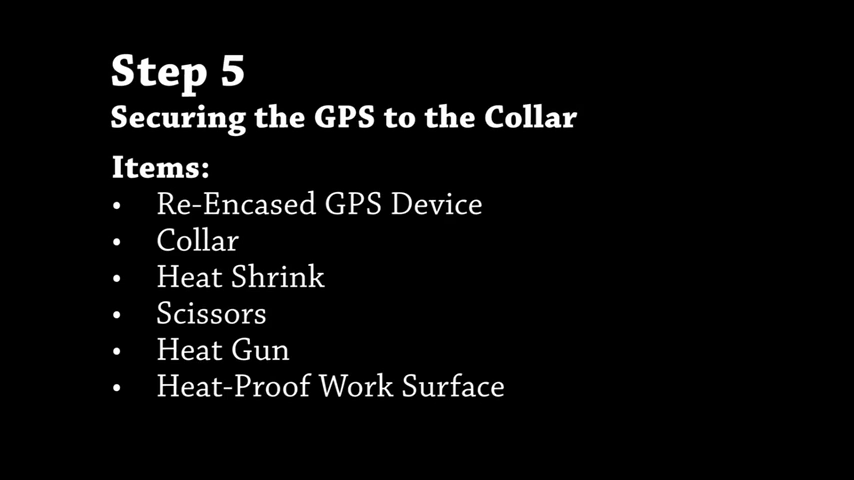 Step 5
Securing the GPS to the Collar
Items:
• Re-Encased GPS Device
• Collar
• Heat Shrink
• Scissors
• Heat Gun
• Heat-Proof Work Surface